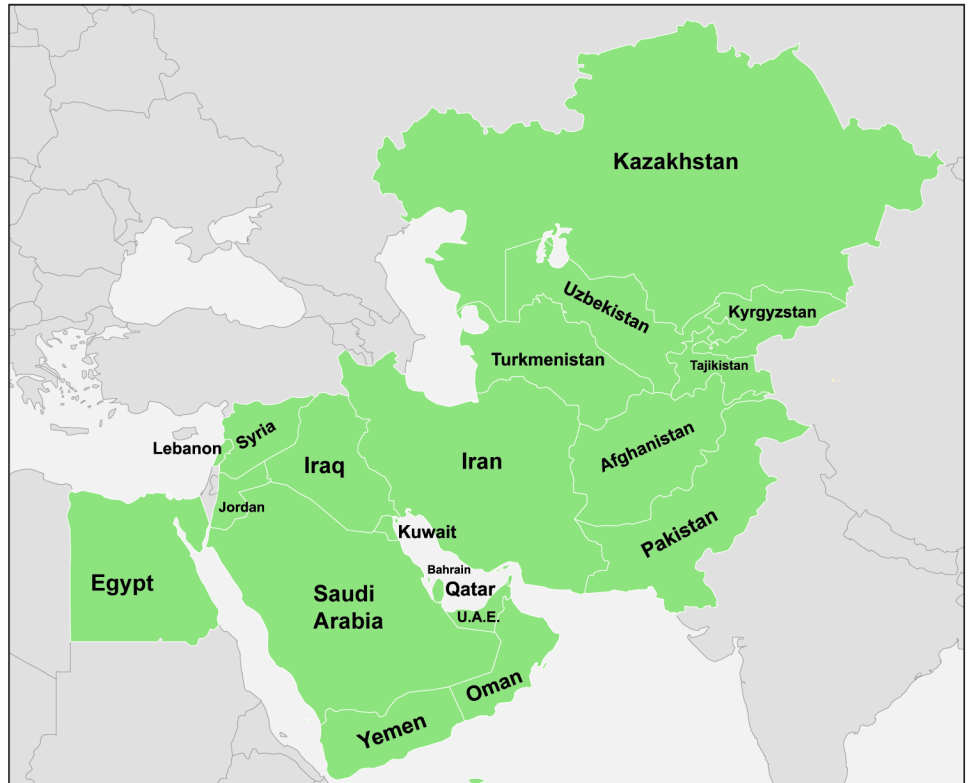 Kazakhstan
Uzbekistan
Kyrgyzstan
Turkmenistan
Tajikistan
Syria
Lebanon
Afghanistan
Iraq
Iran
Jordan
Pakistan
Kuwait
Bahrain
Egypt
Qatar
Saudi
Arabia
U.A.E.
Oman
Yemen